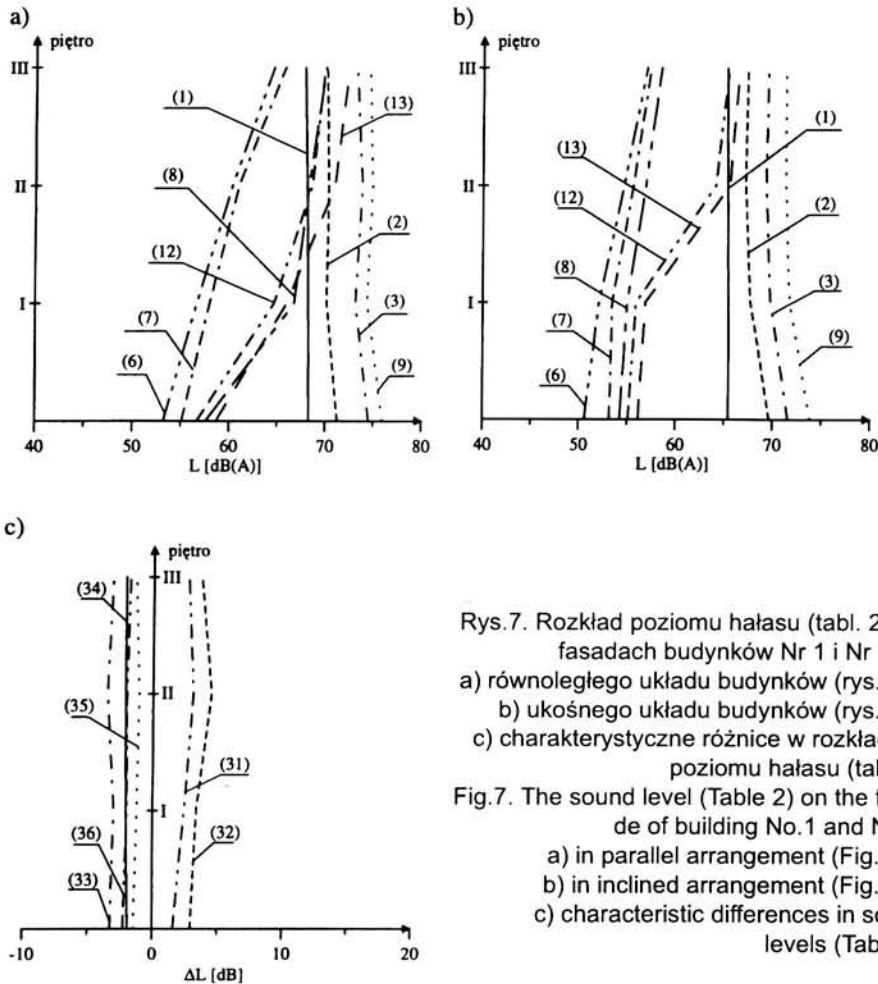 a)
piętro
III
II
I
(1)
(13)
(8)
(12)
(2)
(7)
(3)
(6)
(9)
40
50
60
70
80
L [dB(A)]
b)
piętro
III
II
I
(1)
(13)
(12)
(2)
(8)
(3)
(7)
(6)
(9)
40
50
60
70
80
L [dB(A)]
c)
piętro
III
II
I
(34)
(35)
(31)
(36)
(32)
(33)
-10
0
10
20
ΔL [dB]
Rys.7. Rozkład poziomu hałasu (tabl. 2
fasadach budynków Nr 1 i Nr
a) równoległego układu budynków (rys.
b) ukośnego układu budynków (rys.
c) charakterystyczne różnice w rozkład
poziomu hałasu (tab
Fig.7. The sound level (Table 2) on the f
de of building No.1 and N
a) in parallel arrangement (Fig.
b) in inclined arrangement (Fig.
c) characteristic differences in so
levels (Tab